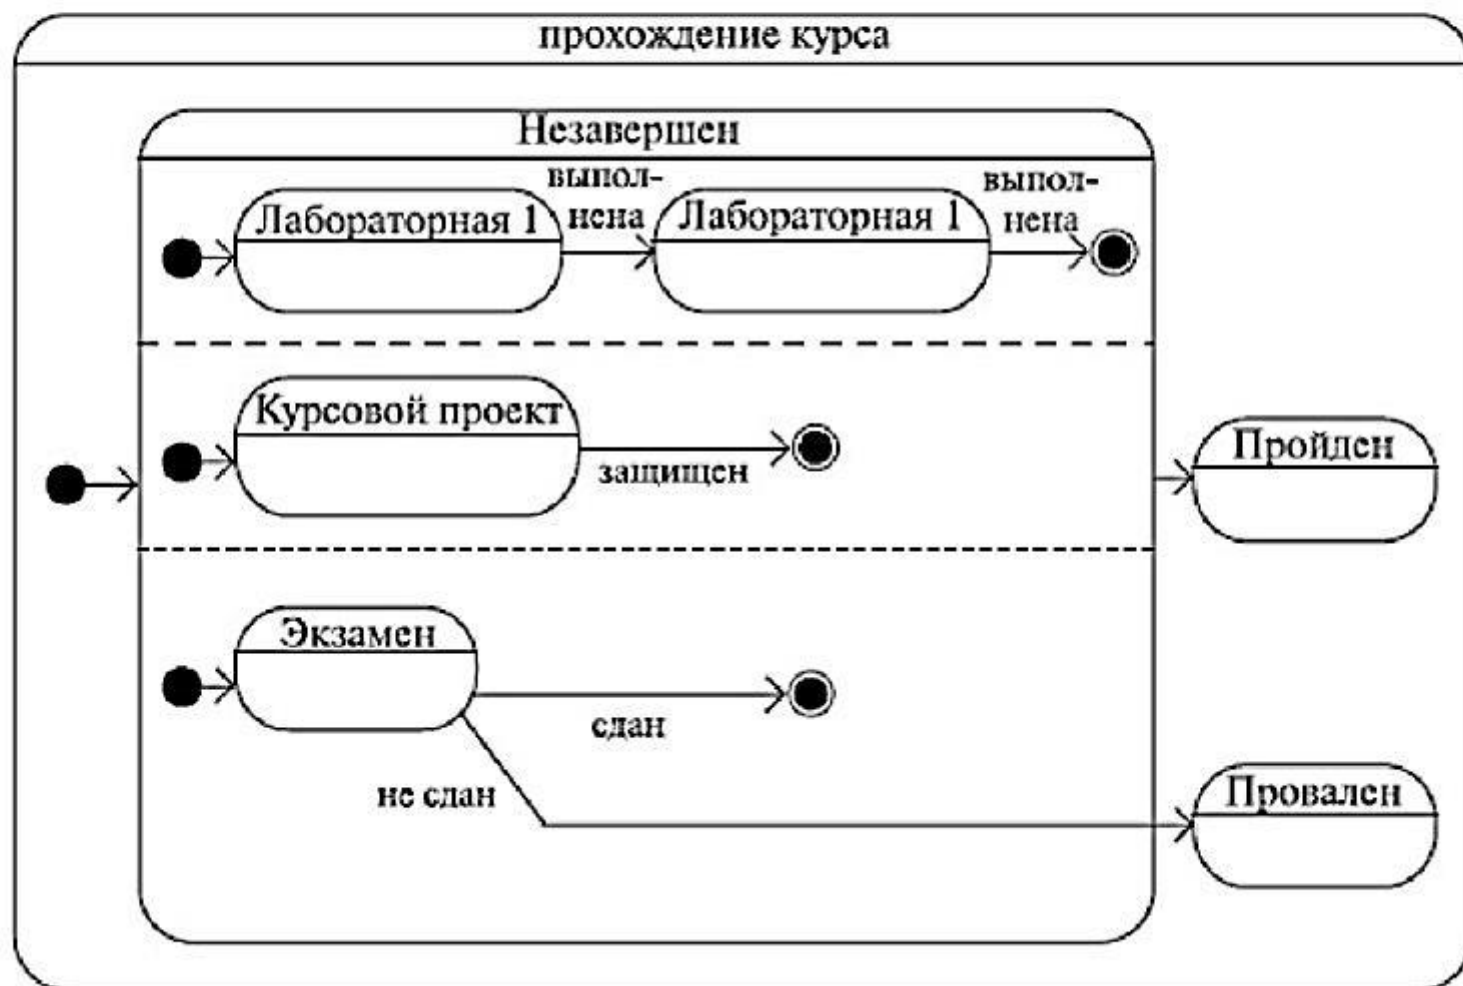 прохождение курса
Незавершен
Лабораторная 1
выпол-
нена
Лабораторная 1
выпол-
нена
Курсовой проект
защищен
Пройден
Экзамен
сдан
не сдан
Провален